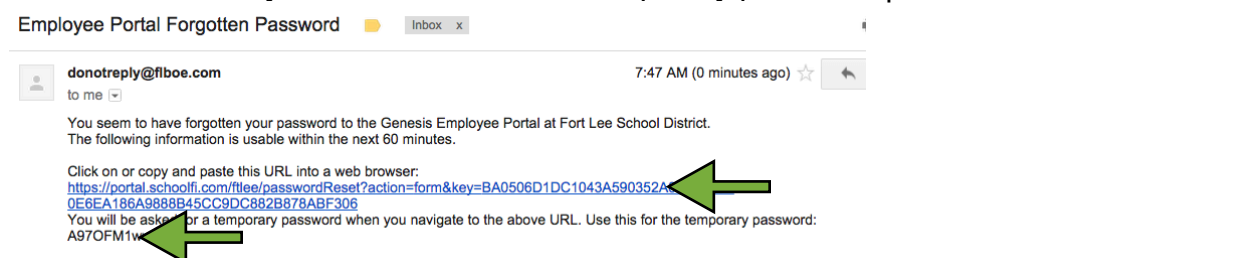 Employee Portal Forgotten Password Inbox x
donotreply@flboe.com 7:47 AM (0 minutes ago)
to me
You seem to have forgotten your password to the Genesis Employee Portal at Fort Lee School District.
The following information is usable within the next 60 minutes.
Click on or copy and paste this URL into a web browser:
https://portal.schoolfi.com/ftlee/passwordReset?action=form&key=BA0506D1DC1043A590352A
0E6EA186A9888B45CC9DC882B878ABF306
You will be asked for a temporary password when you navigate to the above URL. Use this for the temporary password:
A97OFM1w